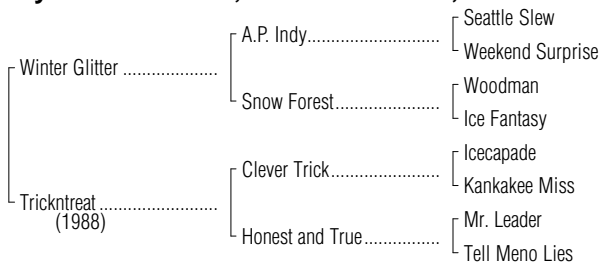 Seattle Slew
A.P. Indy
Weekend Surprise
Winter Glitter
Woodman
Snow Forest
Ice Fantasy
Icecapade
Clever Trick
Kankakee Miss
Trickntreat
(1988)
Mr. Leader
Honest and True
Tell Meno Lies